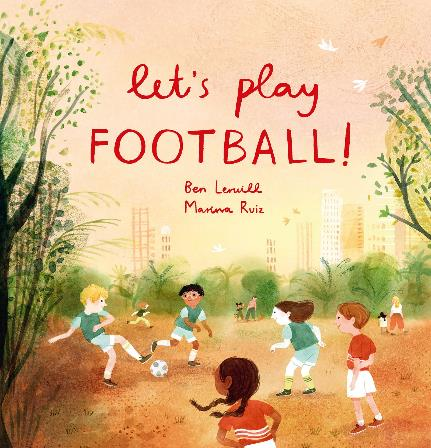 let's play
FOOTBALL!
Ben Lerwill
Marina Ruiz